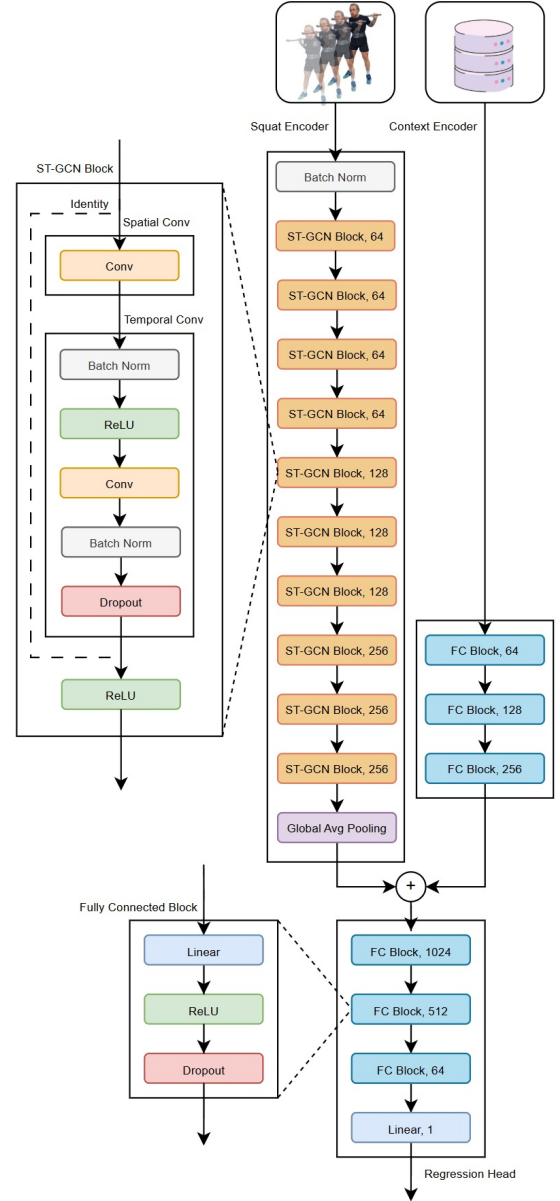 Squat Encoder
Context Encoder
ST-GCN Block
Identity
Spatial Conv
Conv
Temporal Conv
Batch Norm
ReLU
Conv
Batch Norm
Dropout
ReLU
Batch Norm
ST-GCN Block, 64
ST-GCN Block, 64
ST-GCN Block, 64
ST-GCN Block, 64
ST-GCN Block, 128
ST-GCN Block, 128
ST-GCN Block, 128
ST-GCN Block, 256
ST-GCN Block, 256
ST-GCN Block, 256
Global Avg Pooling
FC Block, 64
FC Block, 128
FC Block, 256
+
Fully Connected Block
Linear
ReLU
Dropout
FC Block, 1024
FC Block, 512
FC Block, 64
Linear, 1
Regression Head